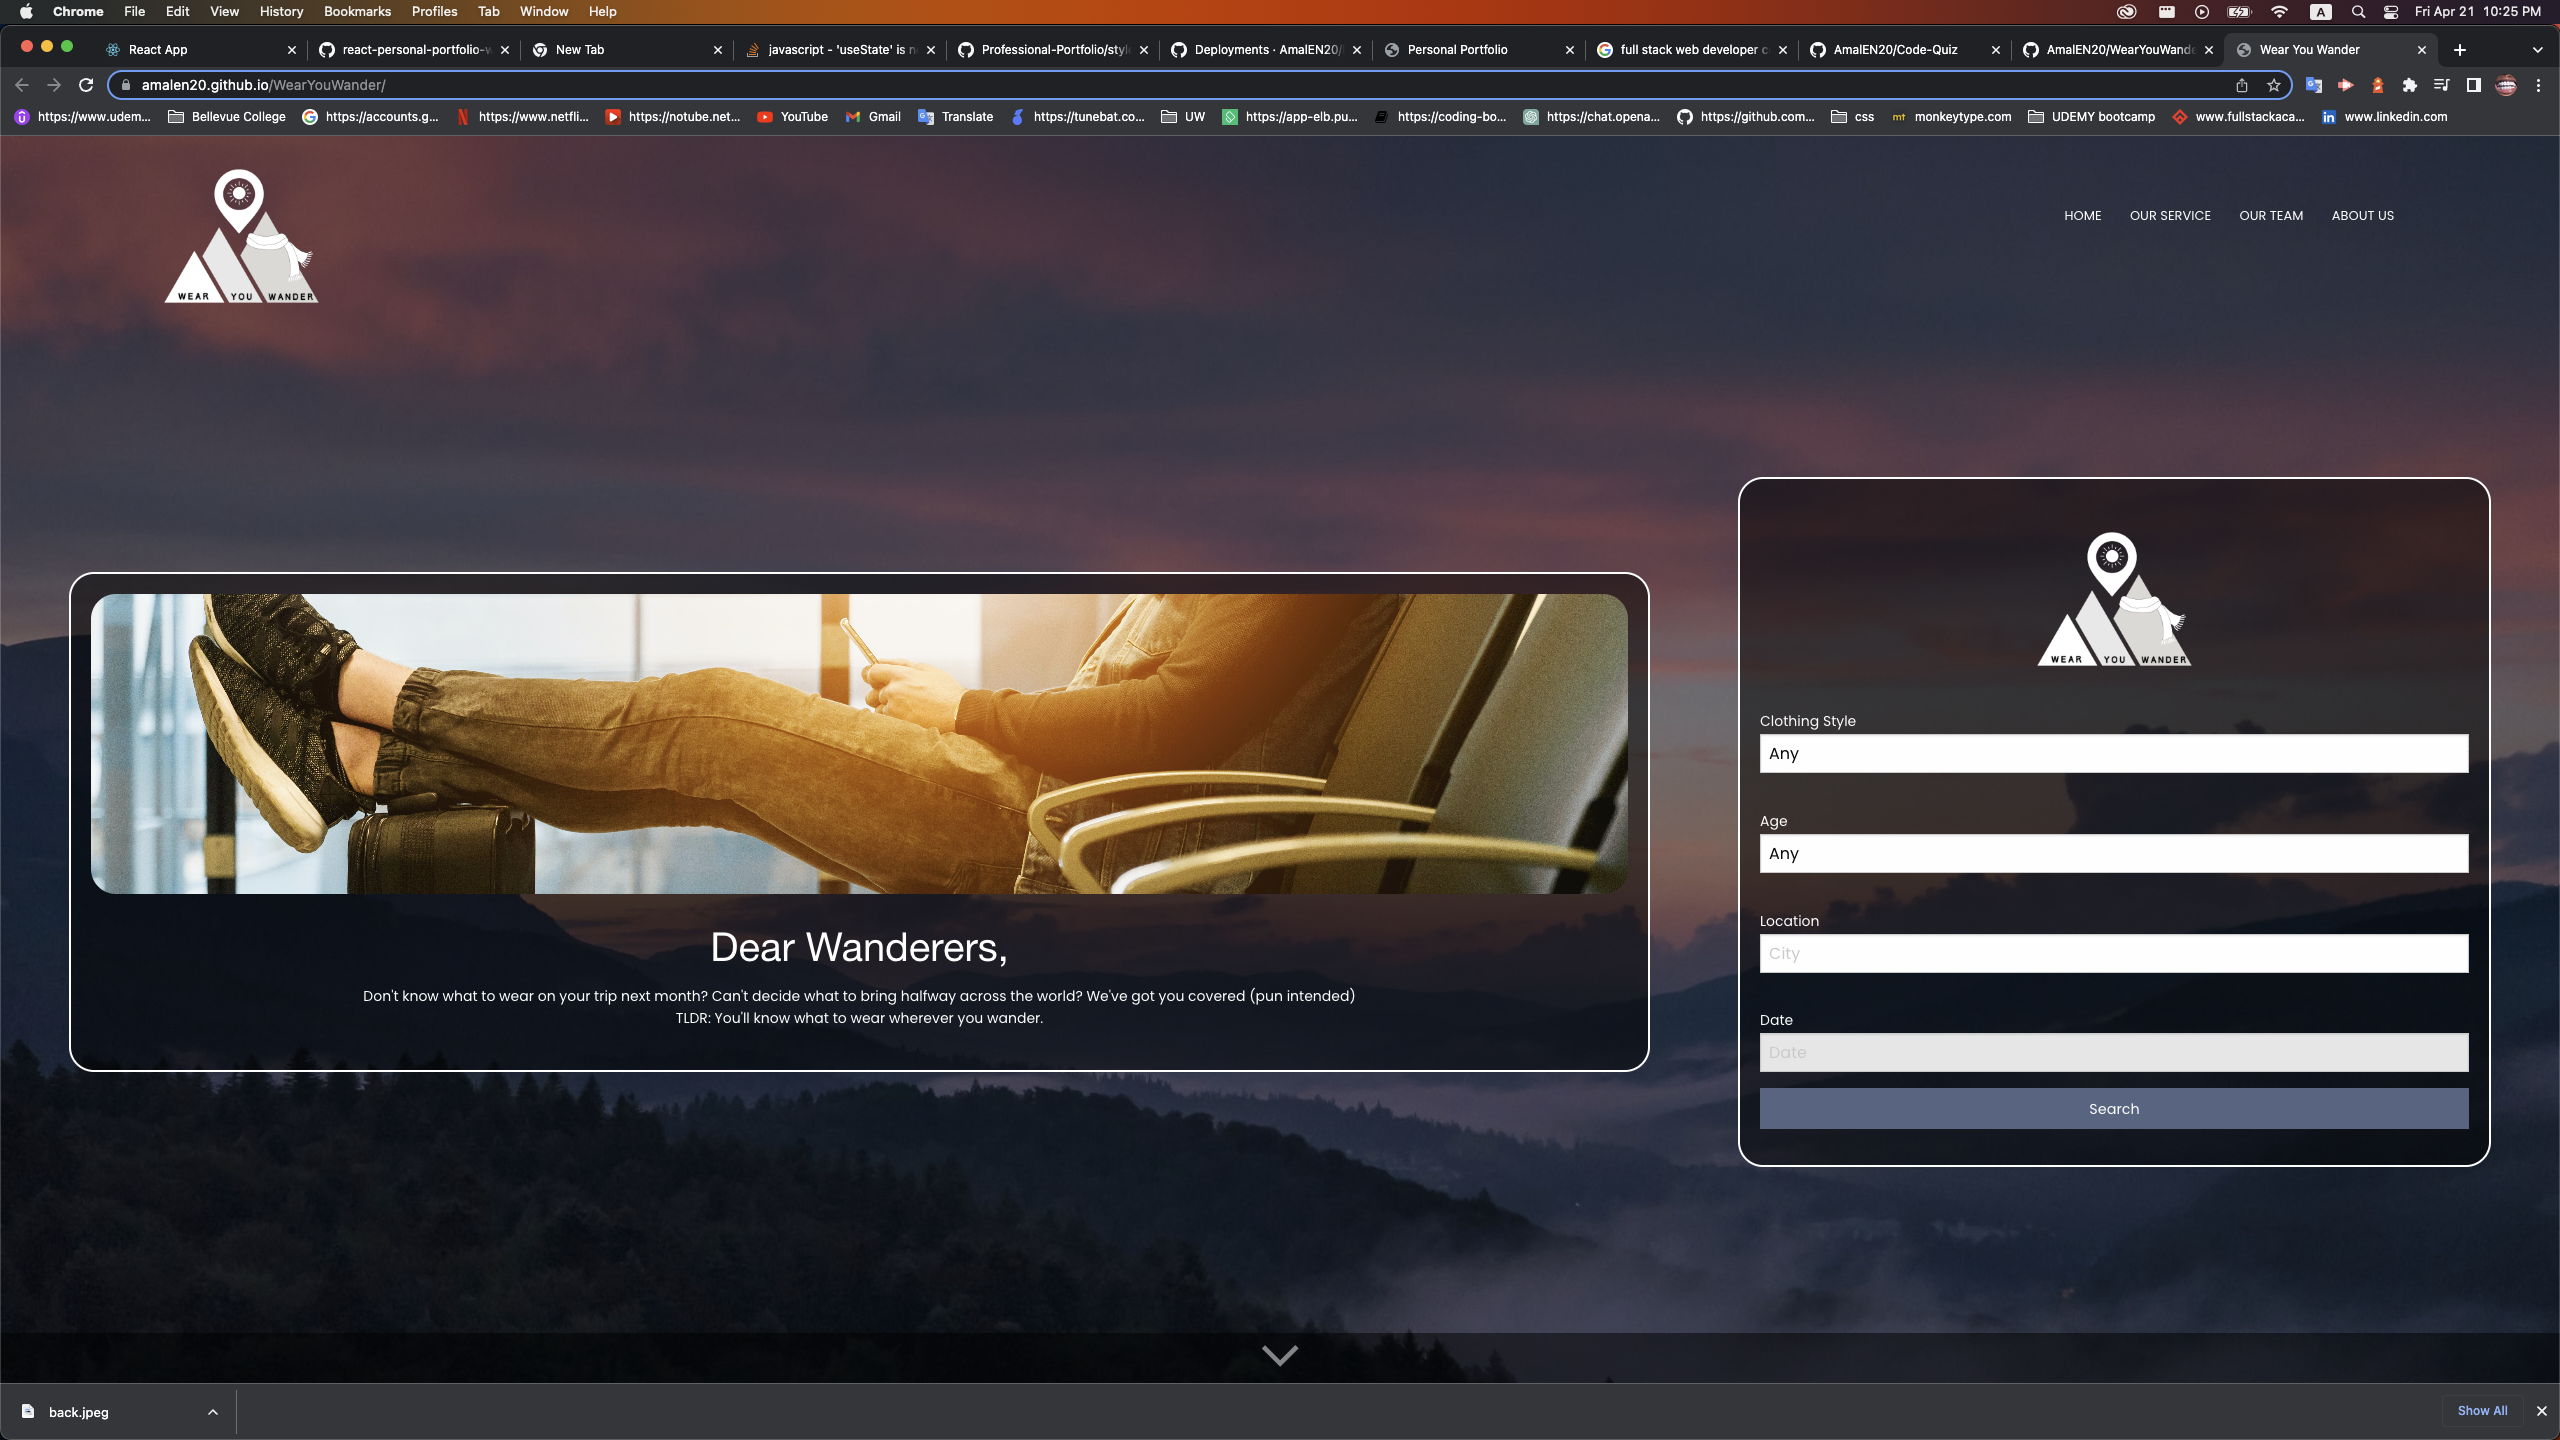 Chrome File Edit View History Bookmarks Profiles Tab Window Help A Fri Apr 21 10:25 PM
React App react-personal-portfolio-w New Tab javascript - 'useState' is n Professional-Portfolio/styl Deployments · AmalEN20/ Personal Portfolio full stack web developer c AmalEN20/Code-Quiz AmalEN20/WearYouWande Wear You Wander
amalen20.github.io/WearYouWander/
https://www.udem... Bellevue College https://accounts.g... https://www.netfli... https://notube.net... YouTube Gmail Translate https://tunebat.co... UW https://app-elb.pu... https://coding-bo... https://chat.opena... https://github.com... css mt monkeytype.com UDEMY bootcamp www.fullstackaca... in www.linkedin.com
HOME OUR SERVICE OUR TEAM ABOUT US
WEAR YOU WANDER
WEAR YOU WANDER
Clothing Style
Any
Age
Any
Location
City
Date
Date
Search
Dear Wanderers,
Don't know what to wear on your trip next month? Can't decide what to bring halfway across the world? We've got you covered (pun intended)
TLDR: You'll know what to wear wherever you wander.
back.jpeg Show All